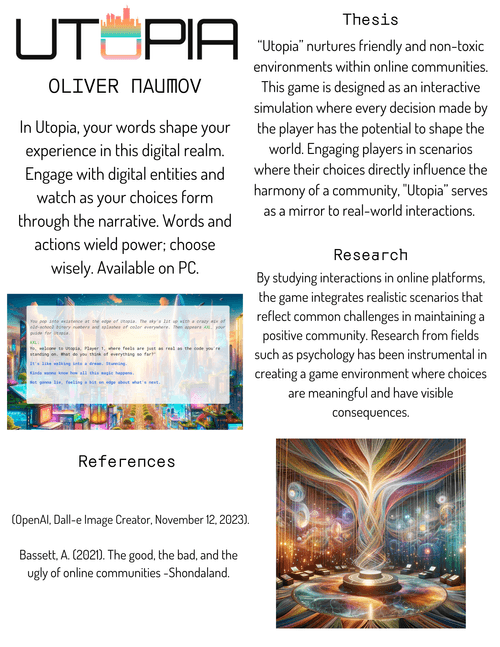 UTOPIA
OLIVER NAUMOV
In Utopia, your words shape your
experience in this digital realm.
Engage with digital entities and
watch as your choices form
through the narrative. Words and
actions wield power; choose
wisely. Available on PC.
You pop into existence at the edge of Utopia. The sky's lit up with a crazy mix of
old-school binary numbers and splashes of color everywhere. Then appears
guide for Utopia.
Yo, welcome to Utopia, Player 1, where feels are just as real as the code you're
standing on. What do you think of everything so far?
It's like walking into a dream. Stunning.
Kinda wanna know how all this magic happens.
Not gonna lie, feeling a bit on edge about what's next.
References
(OpenAI, Dall-e Image Creator, November 12, 2023).
Bassett, A. (2021). The good, the bad, and the
ugly of online communities -Shondaland.
Thesis
“Utopia” nurtures friendly and non-toxic
environments within online communities.
This game is designed as an interactive
simulation where every decision made by
the player has the potential to shape the
world. Engaging players in scenarios
where their choices directly influence the
harmony of a community, "Utopia” serves
as a mirror to real-world interactions.
Research
By studying interactions in online platforms,
the game integrates realistic scenarios that
reflect common challenges in maintaining a
positive community. Research from fields
such as psychology has been instrumental in
creating a game environment where choices
are meaningful and have visible
consequences.